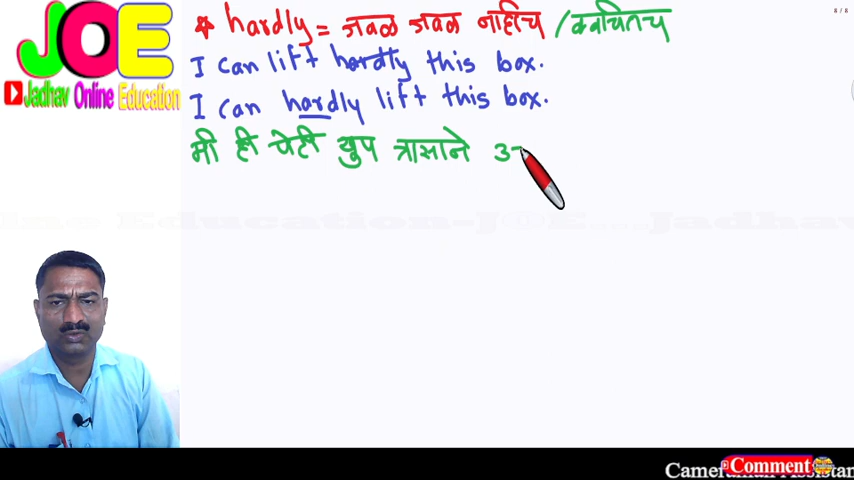 * hardly = जवळ जवळ नाहीच / क्वचितच
I can lift hardly this box.
I can hardly lift this box.
मी ही पेटी खुप त्रासाने
JOE
Jadhav Online Education
8 / 8
Comment